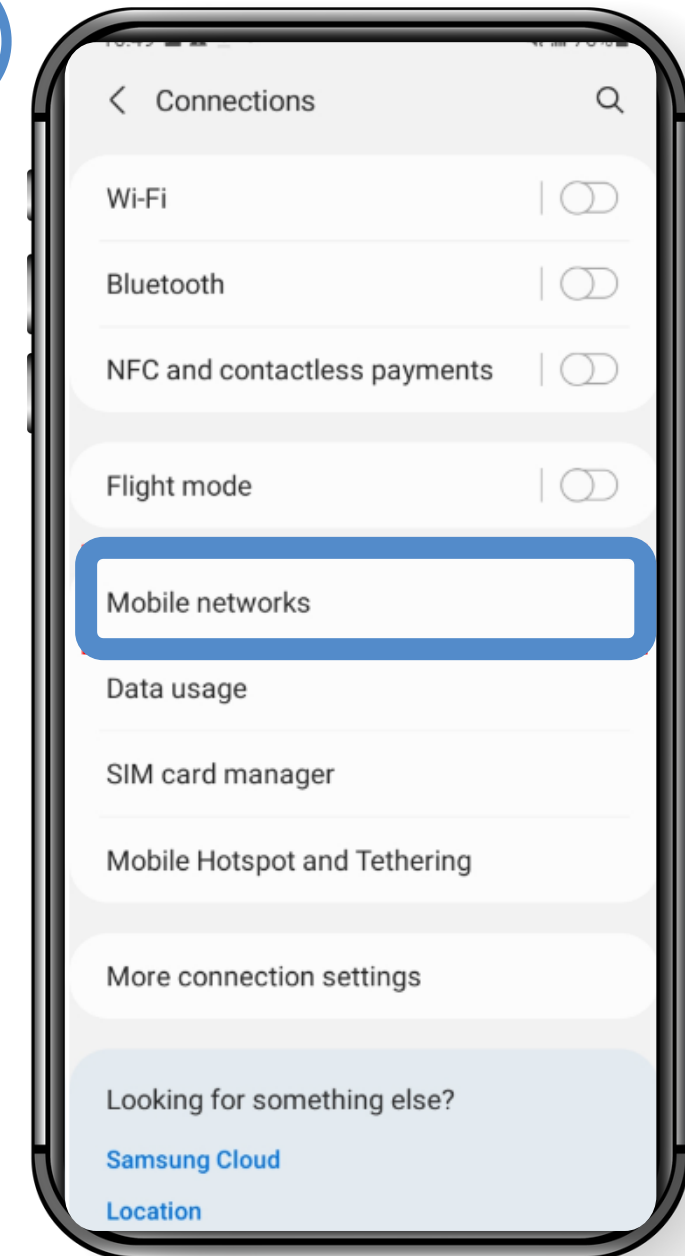 Connections
Wi-Fi
Bluetooth
NFC and contactless payments
Flight mode
Mobile networks
Data usage
SIM card manager
Mobile Hotspot and Tethering
More connection settings
Looking for something else?
Samsung Cloud
Location